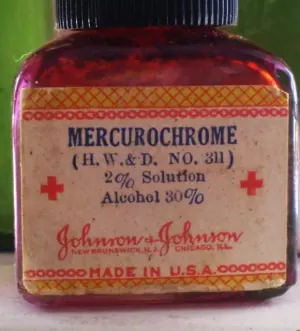 MERCUROCHROME
(H. W. & D. NO. 311)
2% Solution
Alcohol 30%
Johnson & Johnson
NEW BRUNSWICK, N.J. CHICAGO, ILL.
MADE IN U.S.A.